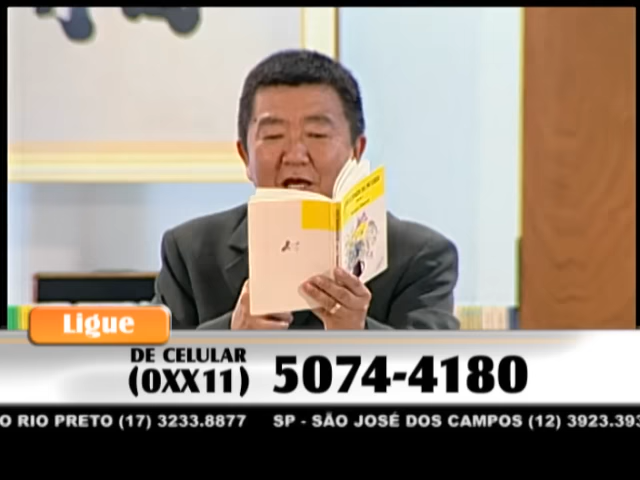 Ligue
DE CELULAR
(0XX11) 5074-4180
O RIO PRETO (17) 3233.8877 SP - SÃO JOSÉ DOS CAMPOS (12) 3923.393